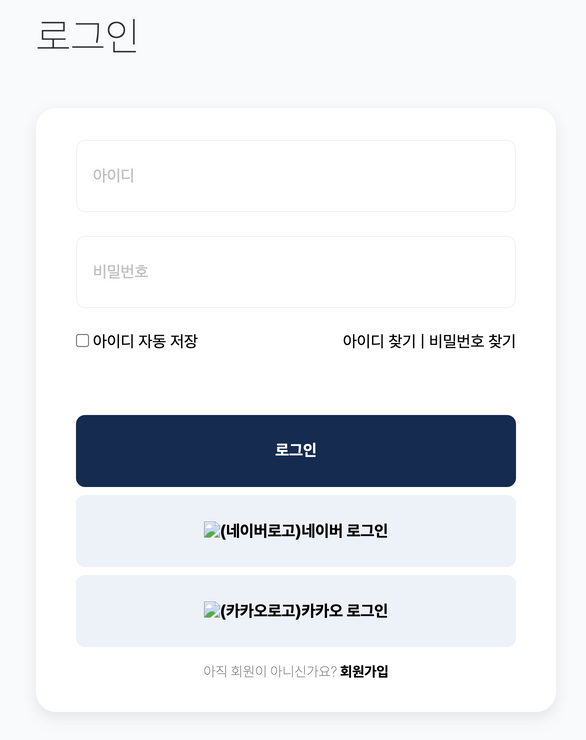 로그인
아이디
비밀번호
아이디 자동 저장 아이디 찾기 | 비밀번호 찾기
로그인
(네이버로고)네이버 로그인
(카카오로고)카카오 로그인
아직 회원이 아니신가요? 회원가입